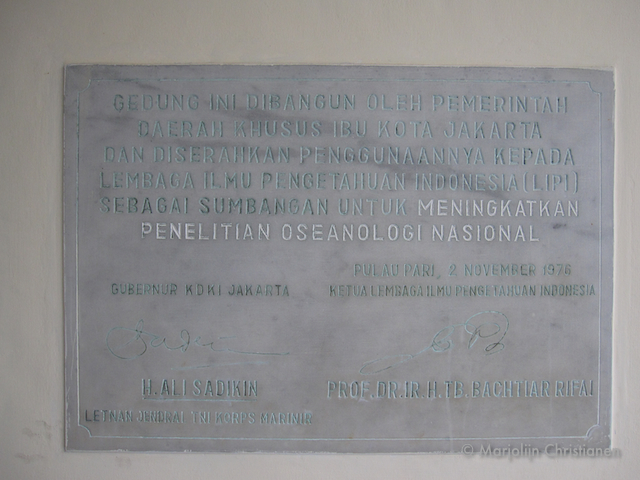 GEDUNG INI DIBANGUN OLEH PEMERINTAH
DAERAH KHUSUS IBU KOTA JAKARTA
DAN DISERAHKAN PENGGUNAANNYA KEPADA
LEMBAGA ILMU PENGETAHUAN INDONESIA (LIPI)
SEBAGAI SUMBANGAN UNTUK MENINGKATKAN
PENELITIAN OSEANOLOGI NASIONAL
PULAU PARI, 2 NOVEMBER 1976
GUBERNUR KDKI JAKARTA
KETUA LEMBAGA ILMU PENGETAHUAN INDONESIA
H. ALI SADIKIN
PROF. DR. IR. H. TB. BACHTIAR RIFAI
LETNAN JENDRAL TNI KORPS MARINIR
© Marjolijn Christianen